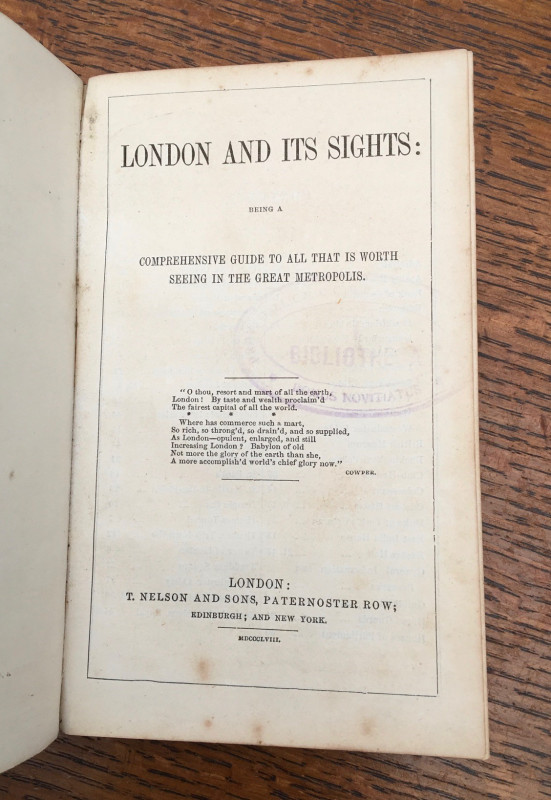 LONDON AND ITS SIGHTS:
BEING A
COMPREHENSIVE GUIDE TO ALL THAT IS WORTH
SEEING IN THE GREAT METROPOLIS.
"O thou, resort and mart of all the earth,
London! By taste and wealth proclaim'd
The fairest capital of all the world.
* * *
Where has commerce such a mart,
So rich, so throng'd, so drain'd, and so supplied,
As London—opulent, enlarged, and still
Increasing London? Babylon of old
Not more the glory of the earth than she,
A more accomplish'd world's chief glory now."
COWPER.
LONDON:
T. NELSON AND SONS, PATERNOSTER ROW;
EDINBURGH; AND NEW YORK.
MDCCCLVIII.